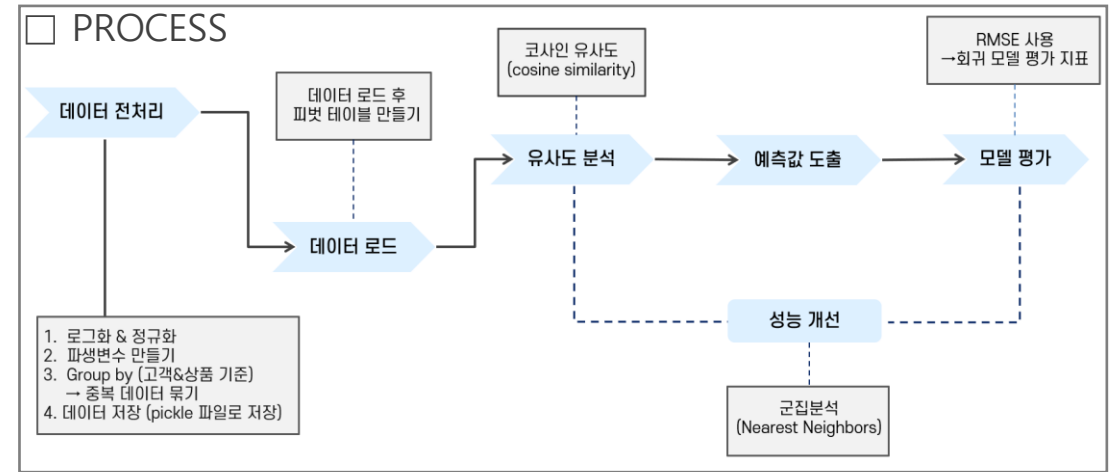 □ PROCESS
데이터 전처리
1. 로그화 & 정규화
2. 파생변수 만들기
3. Group by (고객&상품 기준)
→ 중복 데이터 묶기
4. 데이터 저장 (pickle 파일로 저장)
데이터 로드 후
피벗 테이블 만들기
데이터 로드
코사인 유사도
(cosine similarity)
유사도 분석
예측값 도출
RMSE 사용
→회귀 모델 평가 지표
모델 평가
성능 개선
군집분석
(Nearest Neighbors)